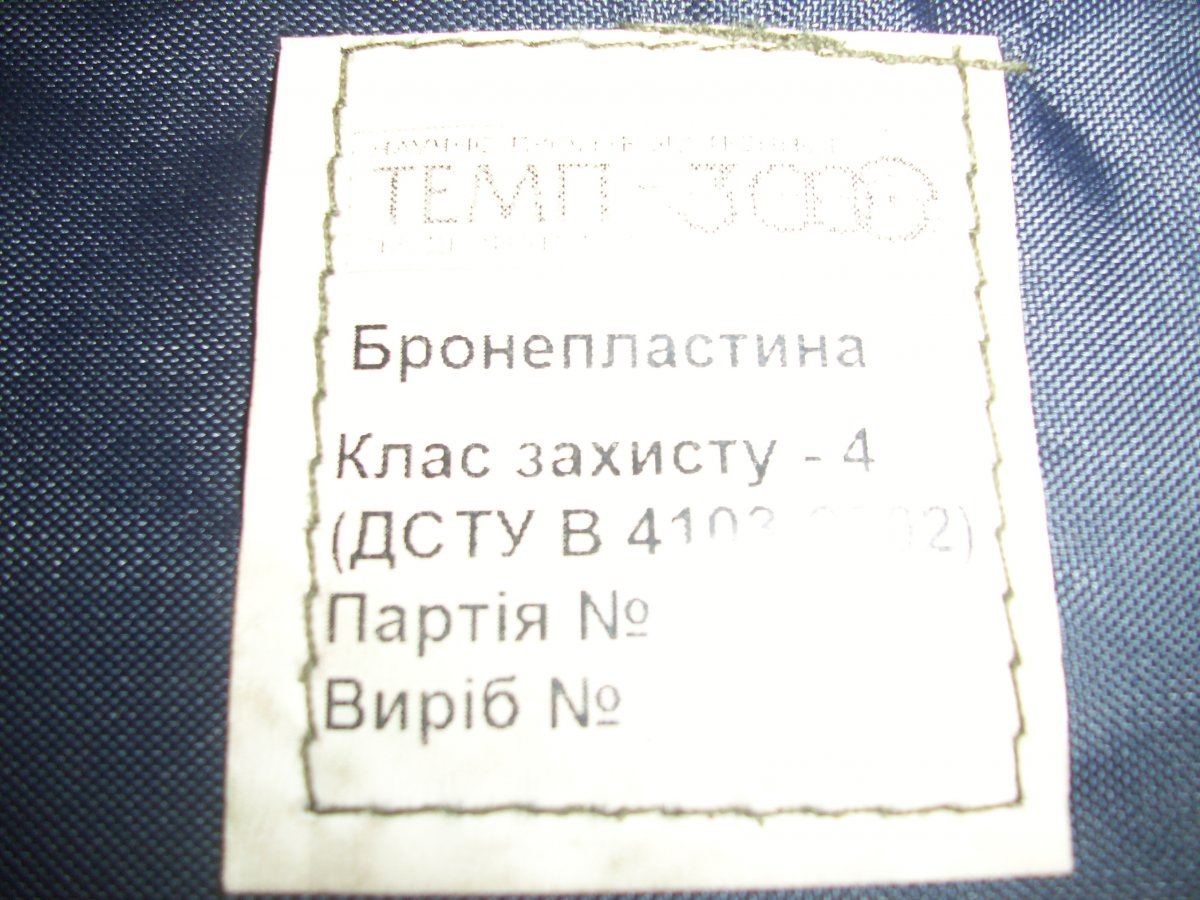 ТЕМП - 3000
Бронепластина
Клас захисту - 4
(ДСТУ В
Партія №
Виріб №